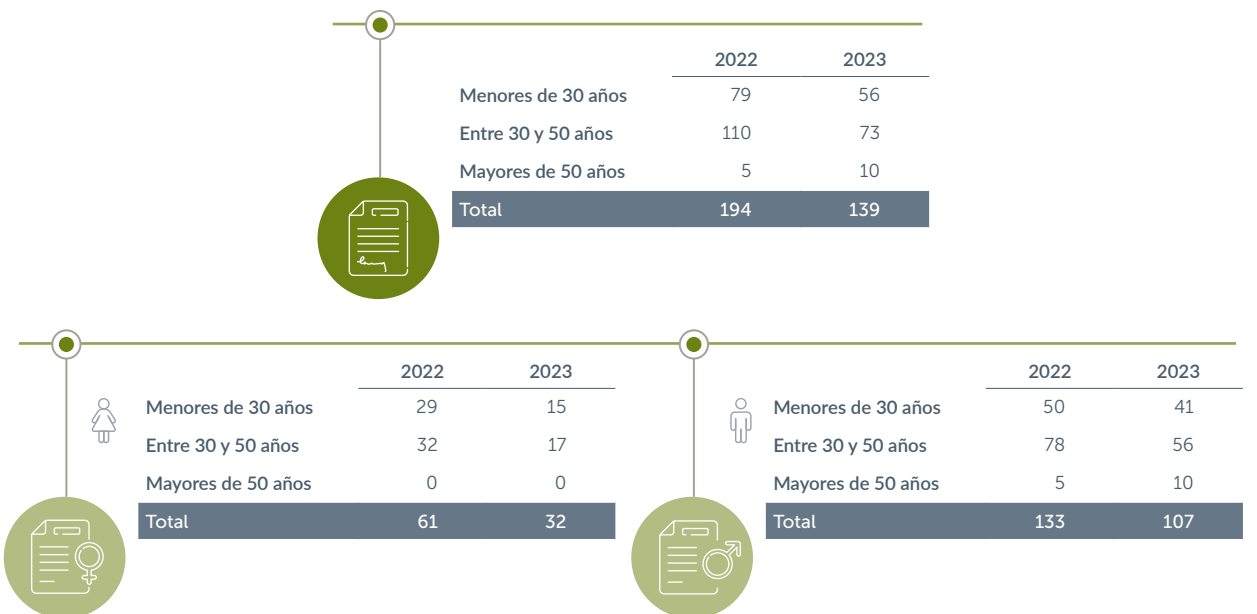 2022 2023
Menores de 30 años 79 56
Entre 30 y 50 años 110 73
Mayores de 50 años 5 10
Total 194 139
2022 2023
Menores de 30 años 29 15
Entre 30 y 50 años 32 17
Mayores de 50 años 0 0
Total 61 32
2022 2023
Menores de 30 años 50 41
Entre 30 y 50 años 78 56
Mayores de 50 años 5 10
Total 133 107